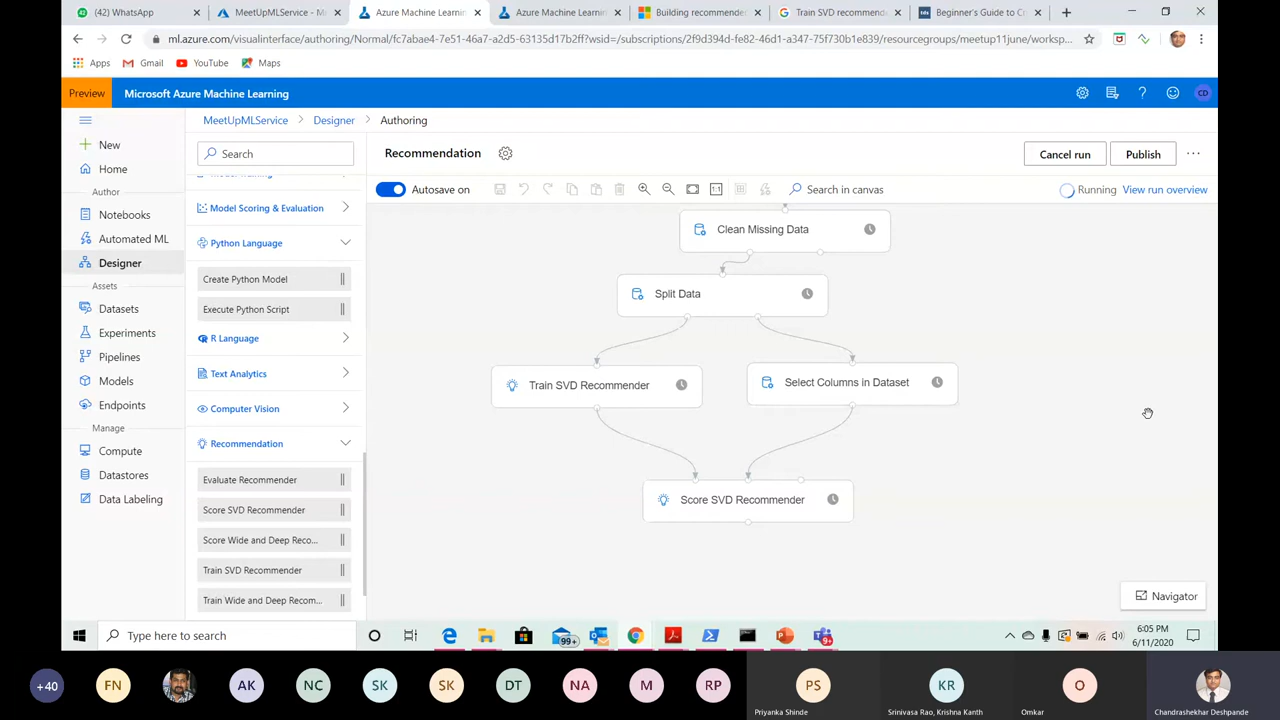 (42) WhatsApp
MeetUpMLService - M
Azure Machine Learnin
Azure Machine Learnin
Building recommender
Train SVD recommend
Beginner's Guide to C
ml.azure.com/visualinterface/authoring/Normal/fc7abae4-7e51-46a7-a2d5-63135d17b2ff?wsid=/subscriptions/2f9d394d-fe82-46d1-a347-75f730b1e839/resourcegroups/meetup11june/worksp...
Apps
Gmail
YouTube
Maps
Preview
Microsoft Azure Machine Learning
CD
MeetUpMLService > Designer > Authoring
New
Home
Author
Notebooks
Automated ML
Designer
Assets
Datasets
Experiments
Pipelines
Models
Endpoints
Manage
Compute
Datastores
Data Labeling
Search
Model Scoring & Evaluation
Python Language
Create Python Model
Execute Python Script
R Language
Text Analytics
Computer Vision
Recommendation
Evaluate Recommender
Score SVD Recommender
Score Wide and Deep Reco...
Train SVD Recommender
Train Wide and Deep Recom...
Recommendation
Cancel run
Publish
Autosave on
Search in canvas
Running
View run overview
Clean Missing Data
Split Data
Train SVD Recommender
Select Columns in Dataset
Score SVD Recommender
Navigator
Type here to search
99+
6:05 PM
6/11/2020
+40
FN
AK
NC
SK
SK
DT
NA
M
RP
PS
KR
O
Priyanka Shinde
Srinivasa Rao, Krishna Kanth
Omkar
Chandrashekhar Deshpande